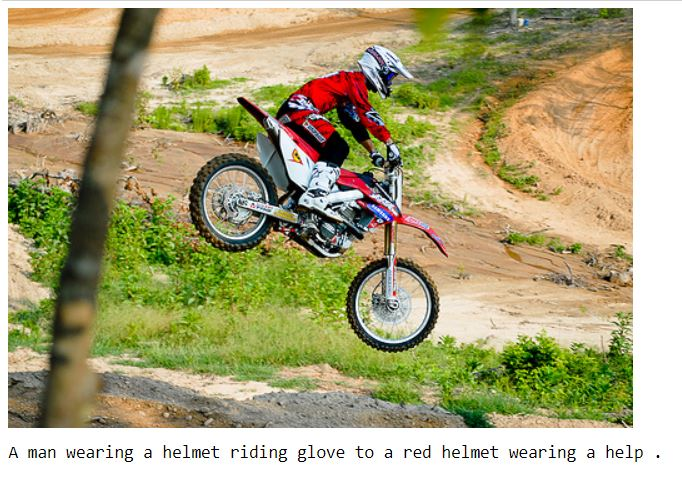 A man wearing a helmet riding glove to a red helmet wearing a help .